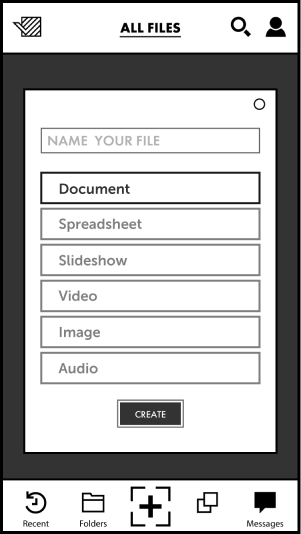 ALL FILES
NAME YOUR FILE
Document
Spreadsheet
Slideshow
Video
Image
Audio
CREATE
Recent
Folders
Messages